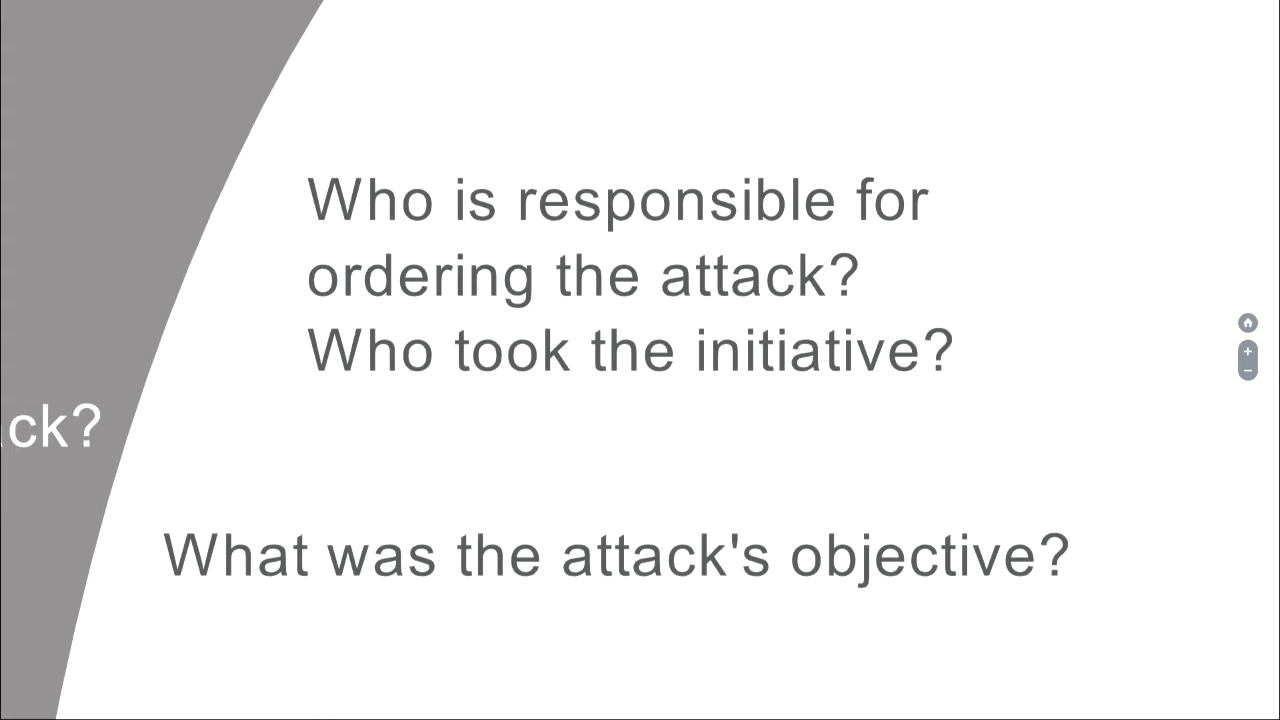 Who is responsible for
ordering the attack?
Who took the initiative?
ck?
What was the attack's objective?